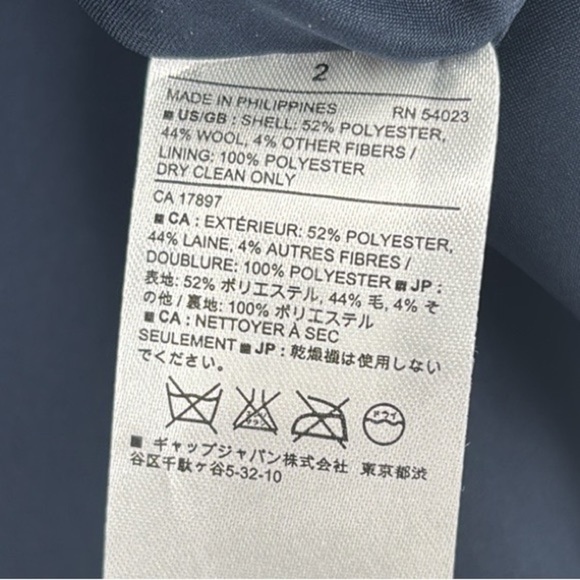 2
MADE IN PHILIPPINES RN 54023
■ US/GB : SHELL: 52% POLYESTER,
44% WOOL, 4% OTHER FIBERS /
LINING: 100% POLYESTER
DRY CLEAN ONLY
CA 17897
■ CA : EXTÉRIEUR: 52% POLYESTER,
44% LAINE, 4% AUTRES FIBRES /
DOUBLURE: 100% POLYESTER ■ JP :
表地: 52% ポリエステル, 44% 毛, 4% そ
の他 / 裏地: 100% ポリエステル
■ CA : NETTOYER À SEC
SEULEMENT ■ JP : 乾燥機は使用しない
でください。
ドライ
■ ギャップジャパン株式会社 東京都渋
谷区千駄ヶ谷5-32-10